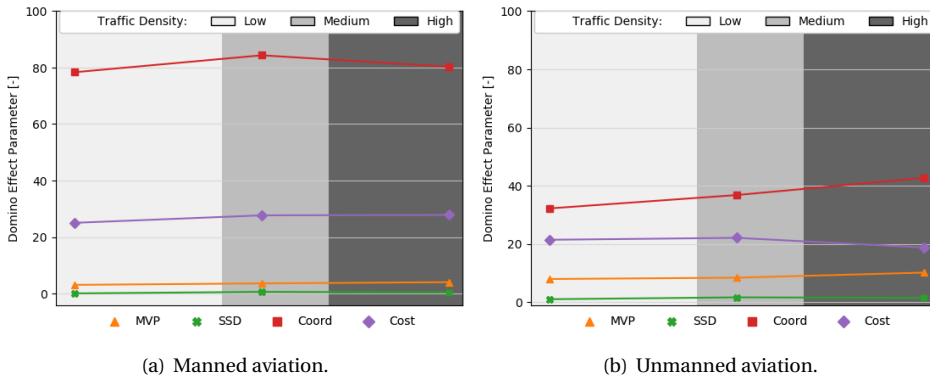 Traffic Density: Low Medium High
100
80
60
40
20
0
Domino Effect Parameter [-]
MVP SSD Coord Cost
(a) Manned aviation.
Traffic Density: Low Medium High
100
80
60
40
20
0
Domino Effect Parameter [-]
MVP SSD Coord Cost
(b) Unmanned aviation.